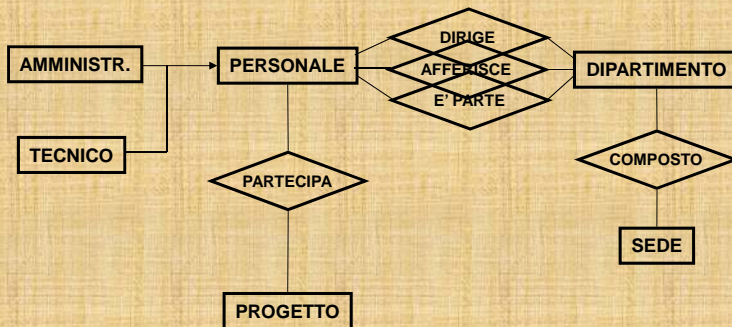 DIRIGE
AMMINISTR.
PERSONALE
AFFERISCE
DIPARTIMENTO
E' PARTE
TECNICO
COMPOSTO
PARTECIPA
SEDE
PROGETTO